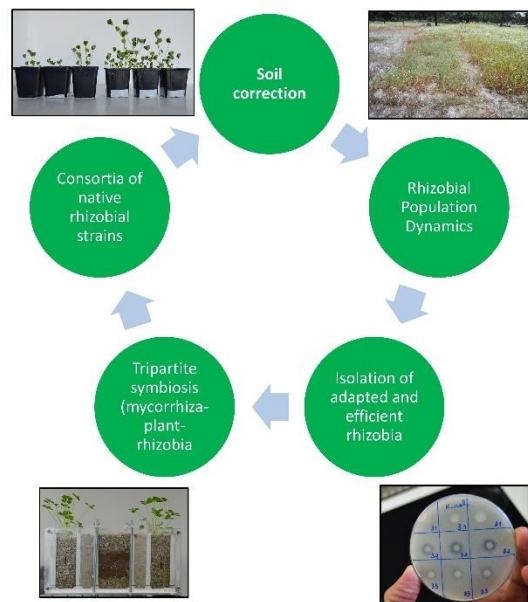 Soil
correction
Rhizobial
Population
Dynamics
Isolation of
adapted and
efficient
rhizobia
Tripartite
symbiosis
(mycorrhiza-
plant-
rhizobia
Consortia of
native
rhizobial
strains